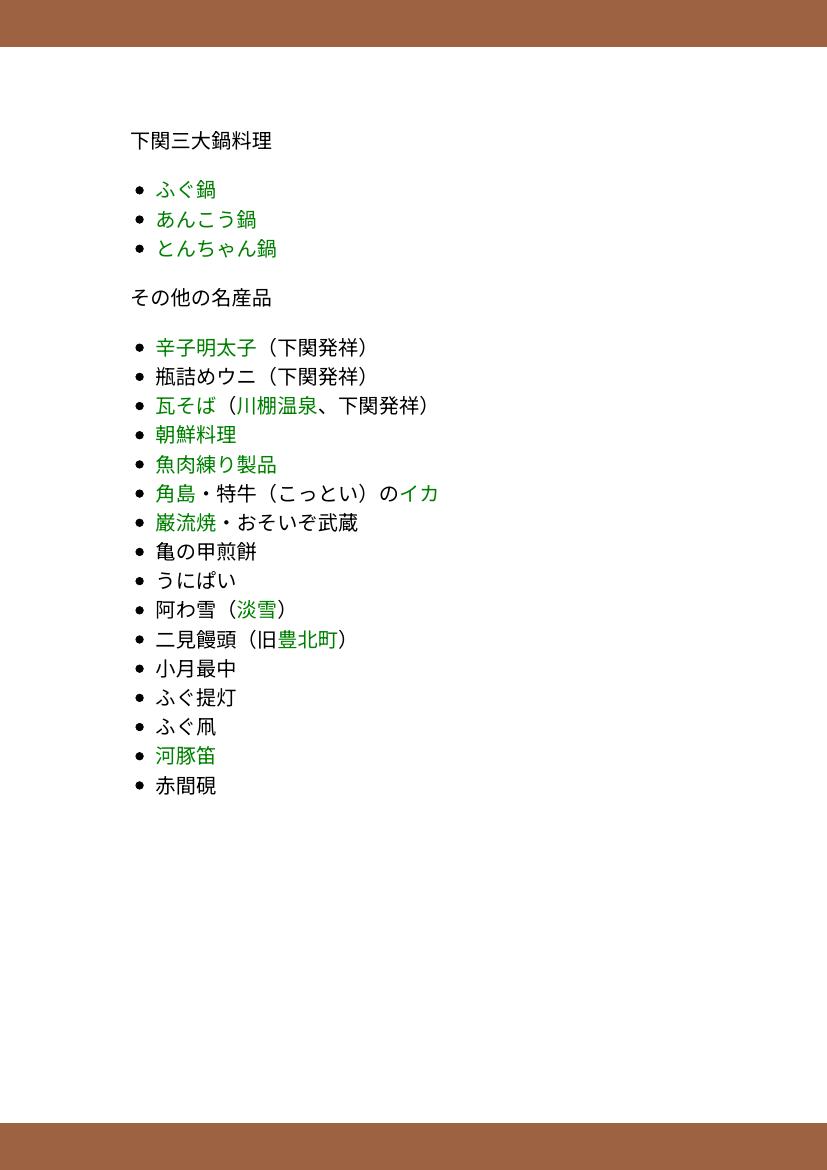 下関三大鍋料理
ふぐ鍋
あんこう鍋
とんちゃん鍋
その他の名産品
辛子明太子（下関発祥）
瓶詰めウニ（下関発祥）
瓦そば（川棚温泉、下関発祥）
朝鮮料理
魚肉練り製品
角島・特牛（こっとい）のイカ
巌流焼・おそいぞ武蔵
亀の甲煎餅
うにぱい
阿わ雪（淡雪）
二見饅頭（旧豊北町）
小月最中
ふぐ提灯
ふぐ凧
河豚笛
赤間硯